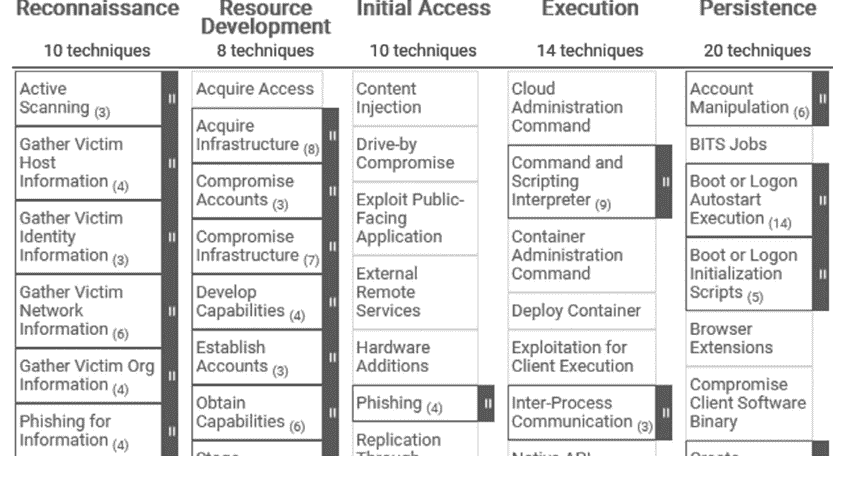 Reconnaissance
10 techniques
Active
Scanning (3)
Gather Victim
Host
Information (4)
Gather Victim
Identity
Information (3)
Gather Victim
Network
Information (6)
Gather Victim Org
Information (4)
Phishing for
Information (4)
Resource
Development
8 techniques
Acquire Access
Acquire
Infrastructure (8)
Compromise
Accounts (3)
Compromise
Infrastructure (7)
Develop
Capabilities (4)
Establish
Accounts (3)
Obtain
Capabilities (6)
Initial Access
10 techniques
Content
Injection
Drive-by
Compromise
Exploit Public-
Facing
Application
External
Remote
Services
Hardware
Additions
Phishing (4)
Replication
Through
Execution
14 techniques
Cloud
Administration
Command
Command and
Scripting
Interpreter (9)
Container
Administration
Command
Deploy Container
Exploitation for
Client Execution
Inter-Process
Communication (3)
Native API
Persistence
20 techniques
Account
Manipulation (6)
BITS Jobs
Boot or Logon
Autostart
Execution (14)
Boot or Logon
Initialization
Scripts (5)
Browser
Extensions
Compromise
Client Software
Binary